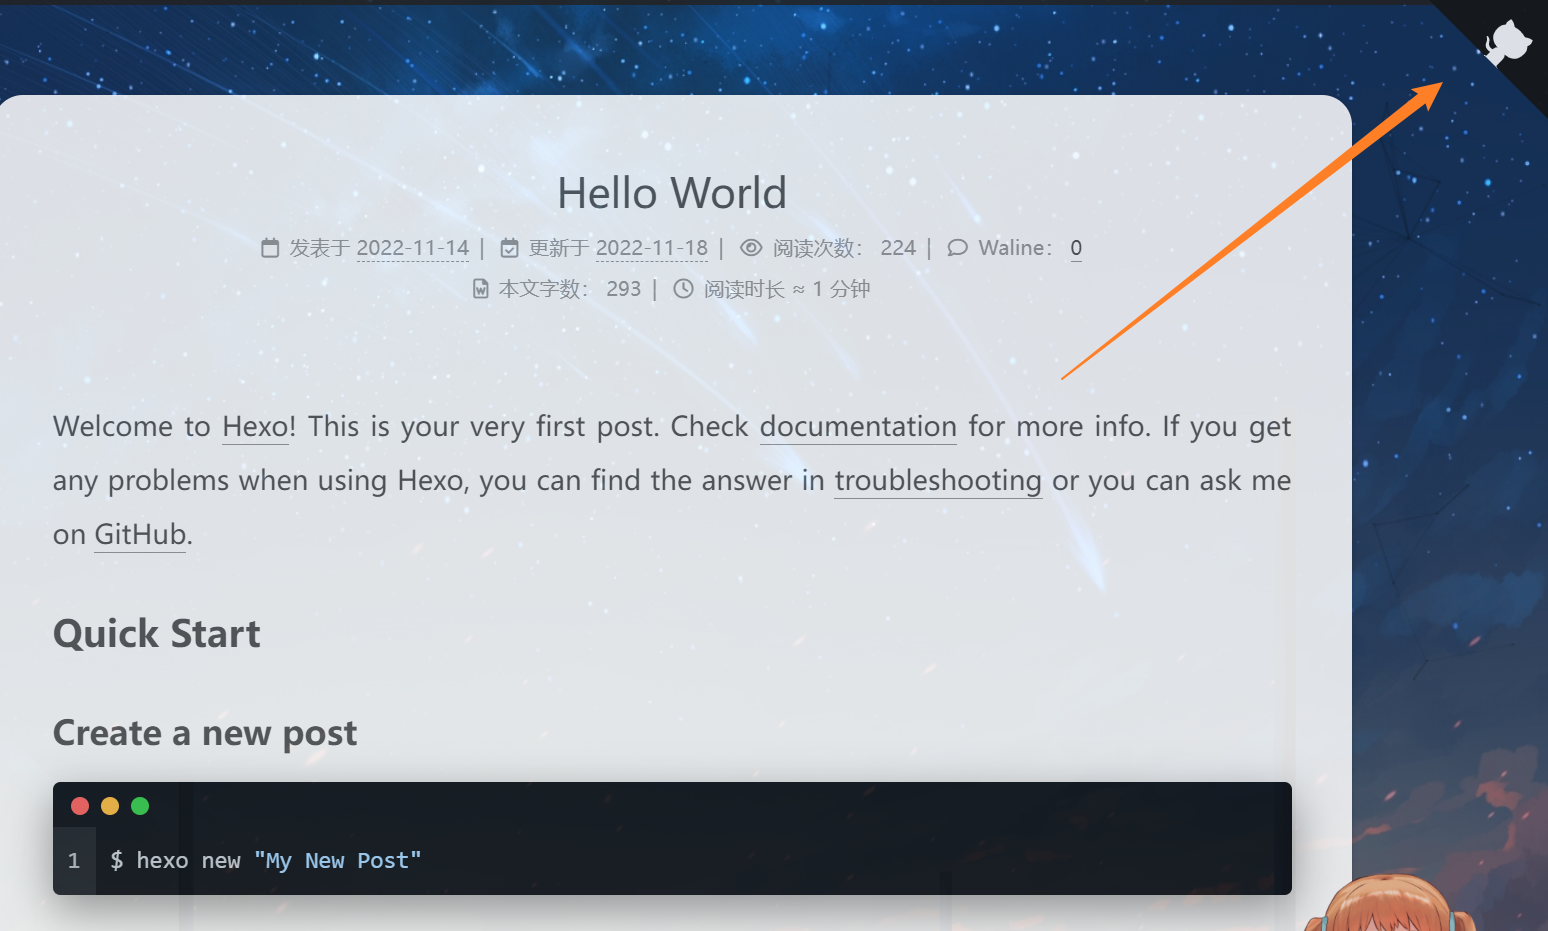 Hello World
发表于 2022-11-14 | 更新于 2022-11-18 | 阅读次数： 224 | Waline： 0
本文字数： 293 | 阅读时长 ≈ 1 分钟
Welcome to Hexo! This is your very first post. Check documentation for more info. If you get
any problems when using Hexo, you can find the answer in troubleshooting or you can ask me
on GitHub.
Quick Start
Create a new post
1 $ hexo new "My New Post"